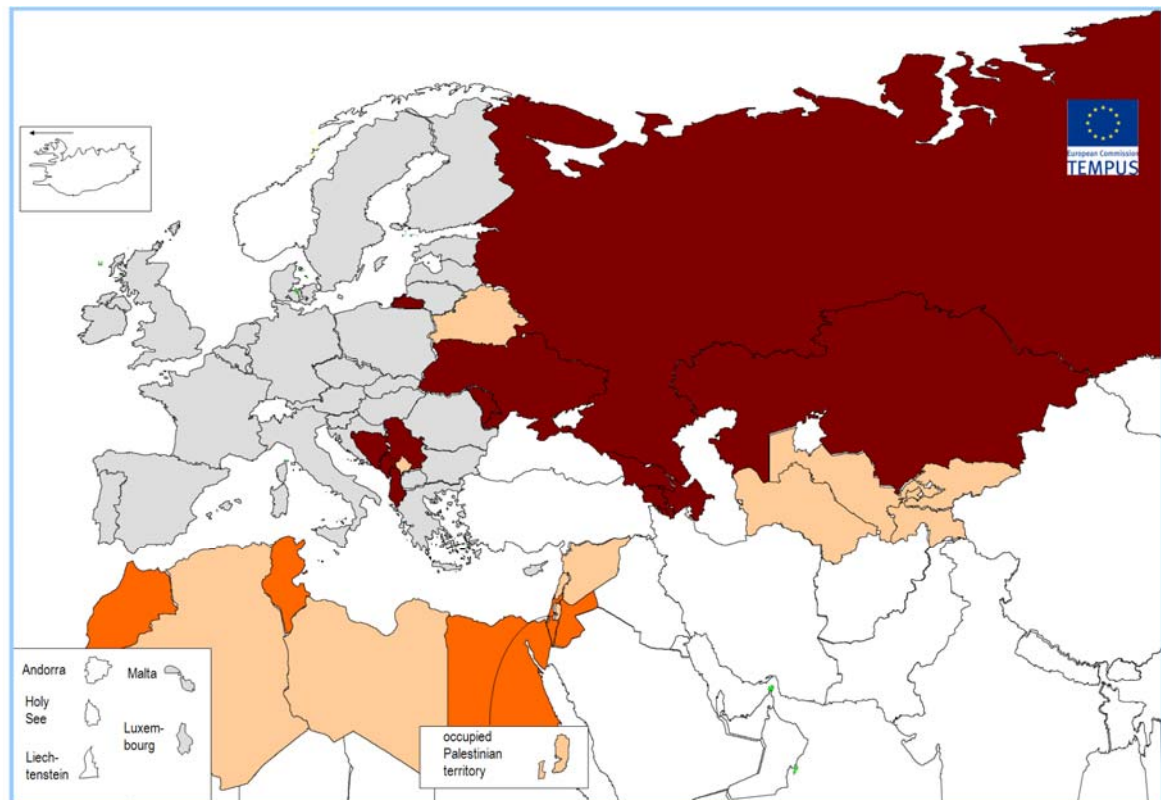 European Commission
TEMPUS
Andorra
Malta
Holy
See
Luxem-
bourg
Liech-
tenstein
occupied
Palestinian
territory